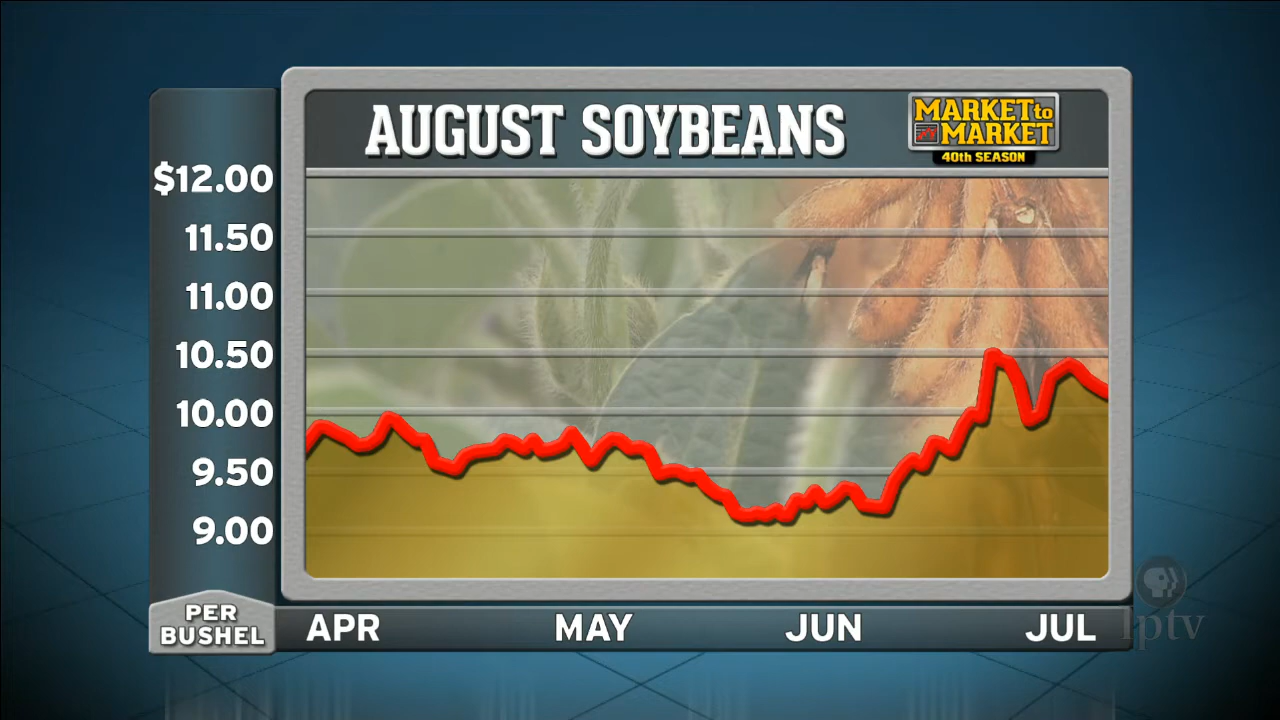 AUGUST SOYBEANS
MARKET to
MARKET
40th SEASON
$12.00
11.50
11.00
10.50
10.00
9.50
9.00
PER
BUSHEL
APR MAY JUN JUL
iptv